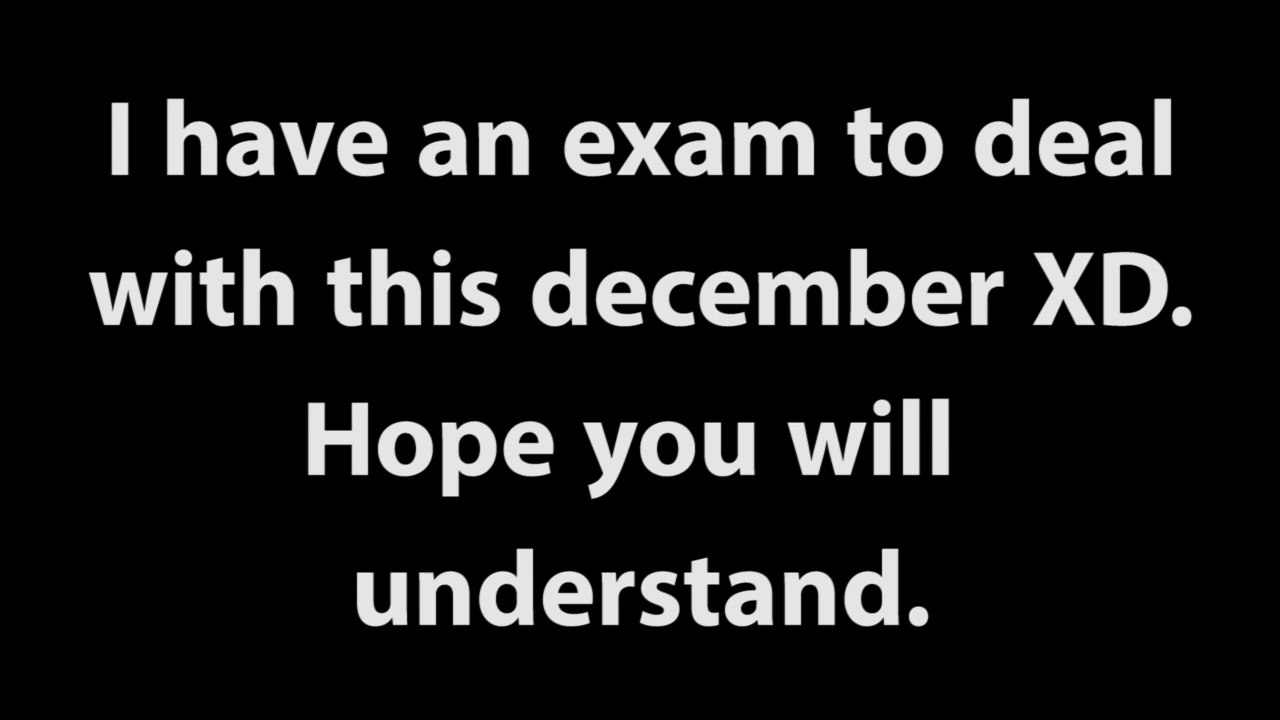 I have an exam to deal
with this december XD.
Hope you will
understand.